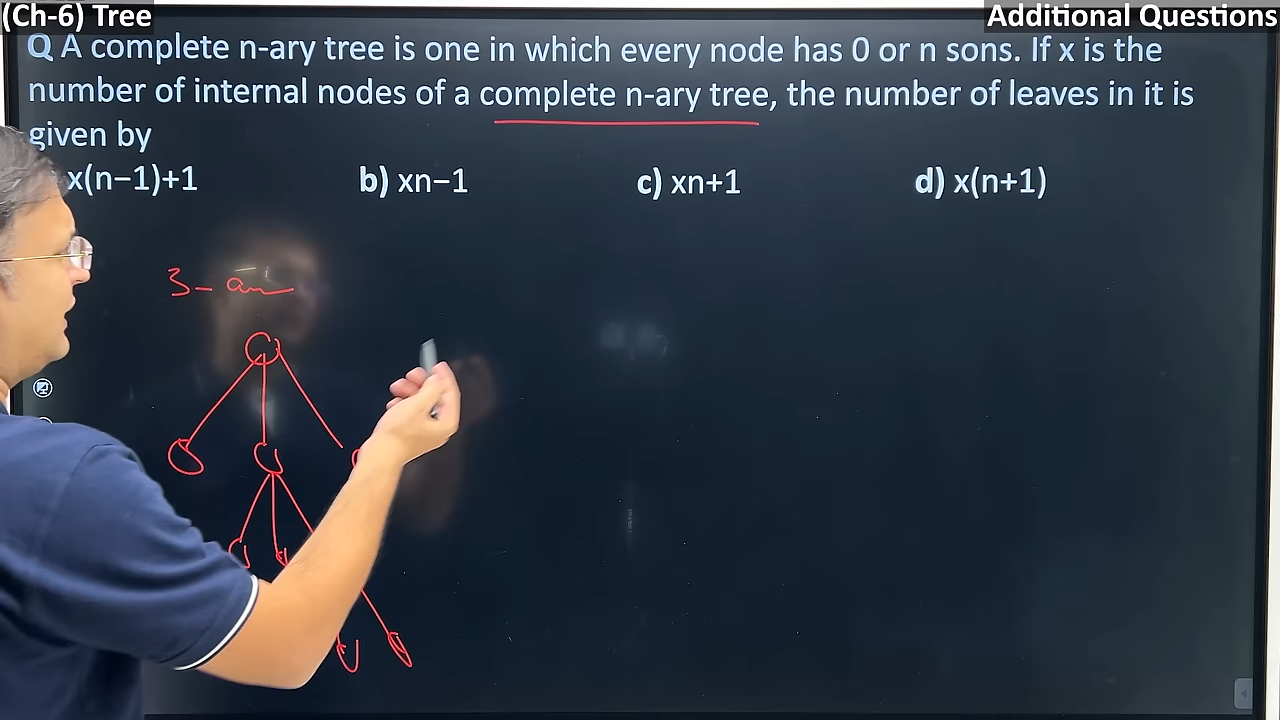 (Ch-6) Tree
Additional Questions
Q A complete n-ary tree is one in which every node has 0 or n sons. If x is the
number of internal nodes of a complete n-ary tree, the number of leaves in it is
given by
x(n−1)+1 b) xn−1 c) xn+1 d) x(n+1)